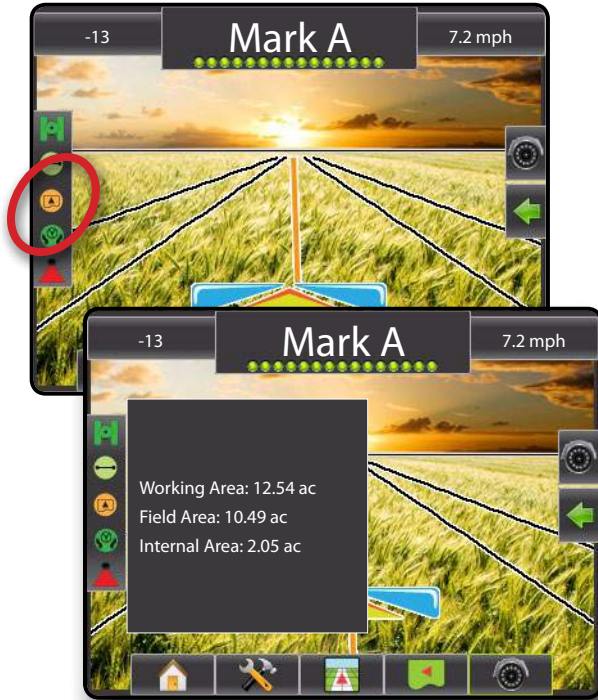 -13
Mark A
7.2 mph
-13
Mark A
7.2 mph
Working Area: 12.54 ac
Field Area: 10.49 ac
Internal Area: 2.05 ac